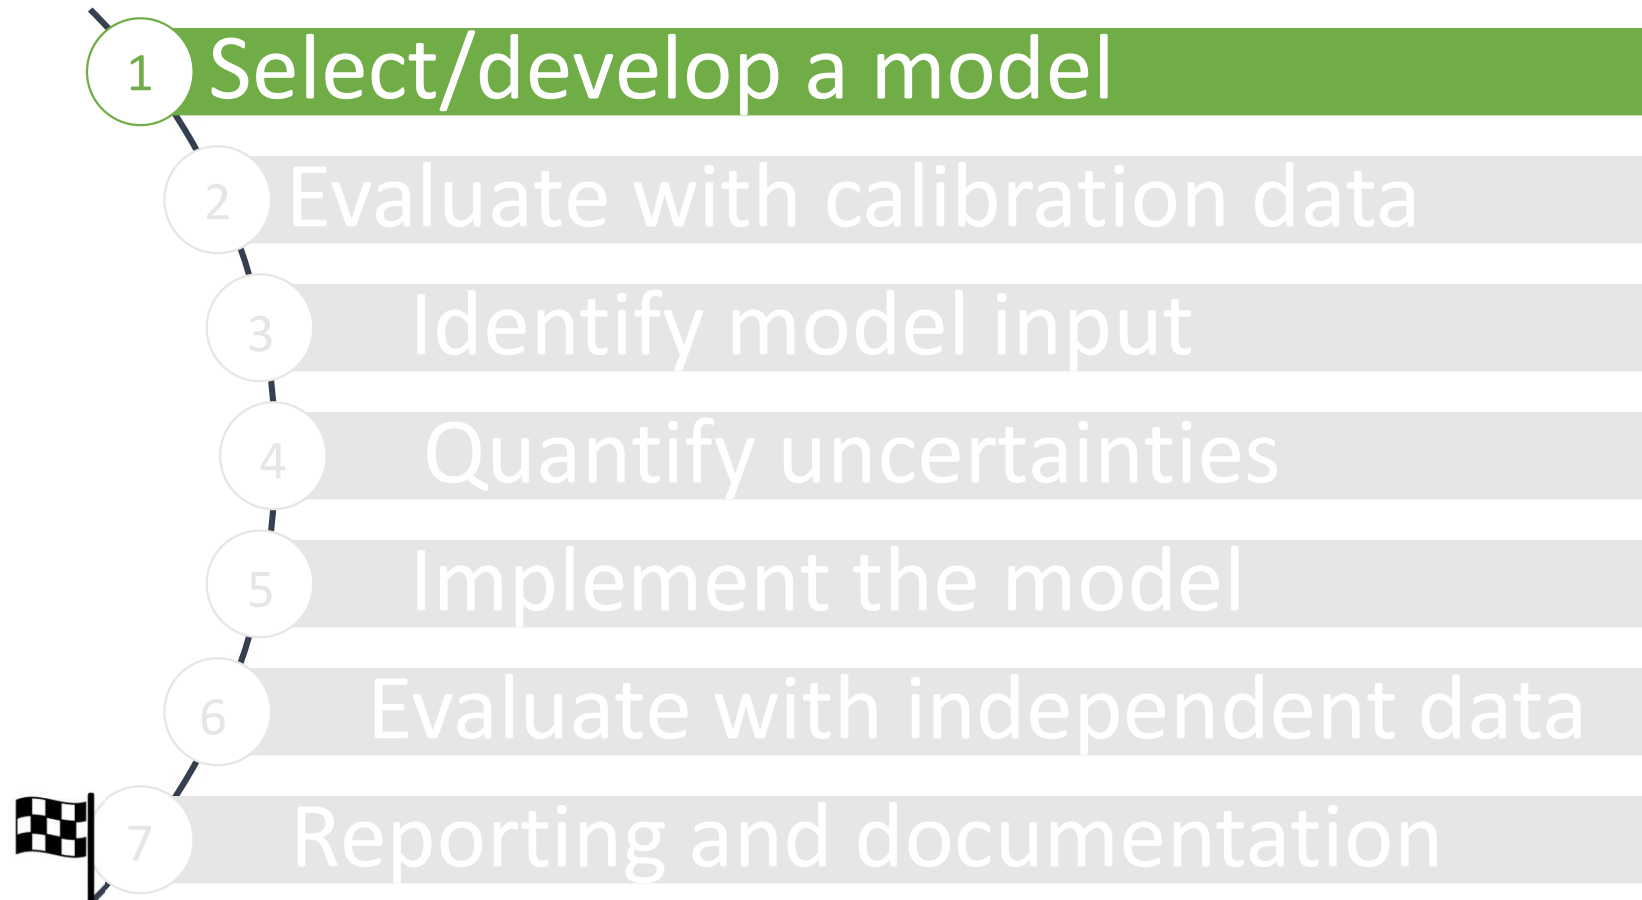 1 Select/develop a model
2 Evaluate with calibration data
3 Identify model input
4 Quantify uncertainties
5 Implement the model
6 Evaluate with independent data
7 Reporting and documentation